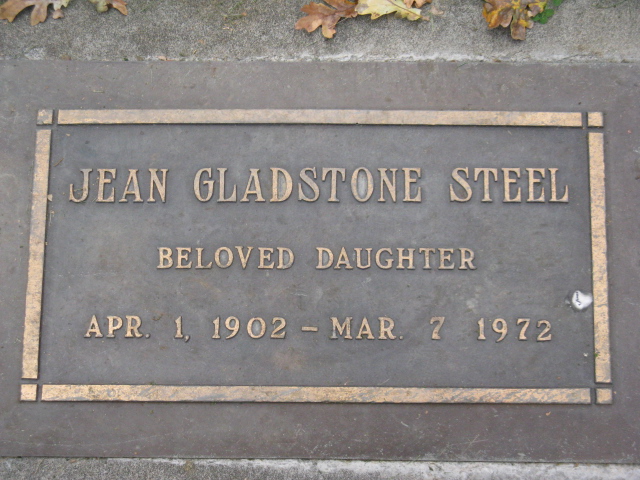 JEAN GLADSTONE STEEL
BELOVED DAUGHTER
APR. 1, 1902 – MAR. 7 1972